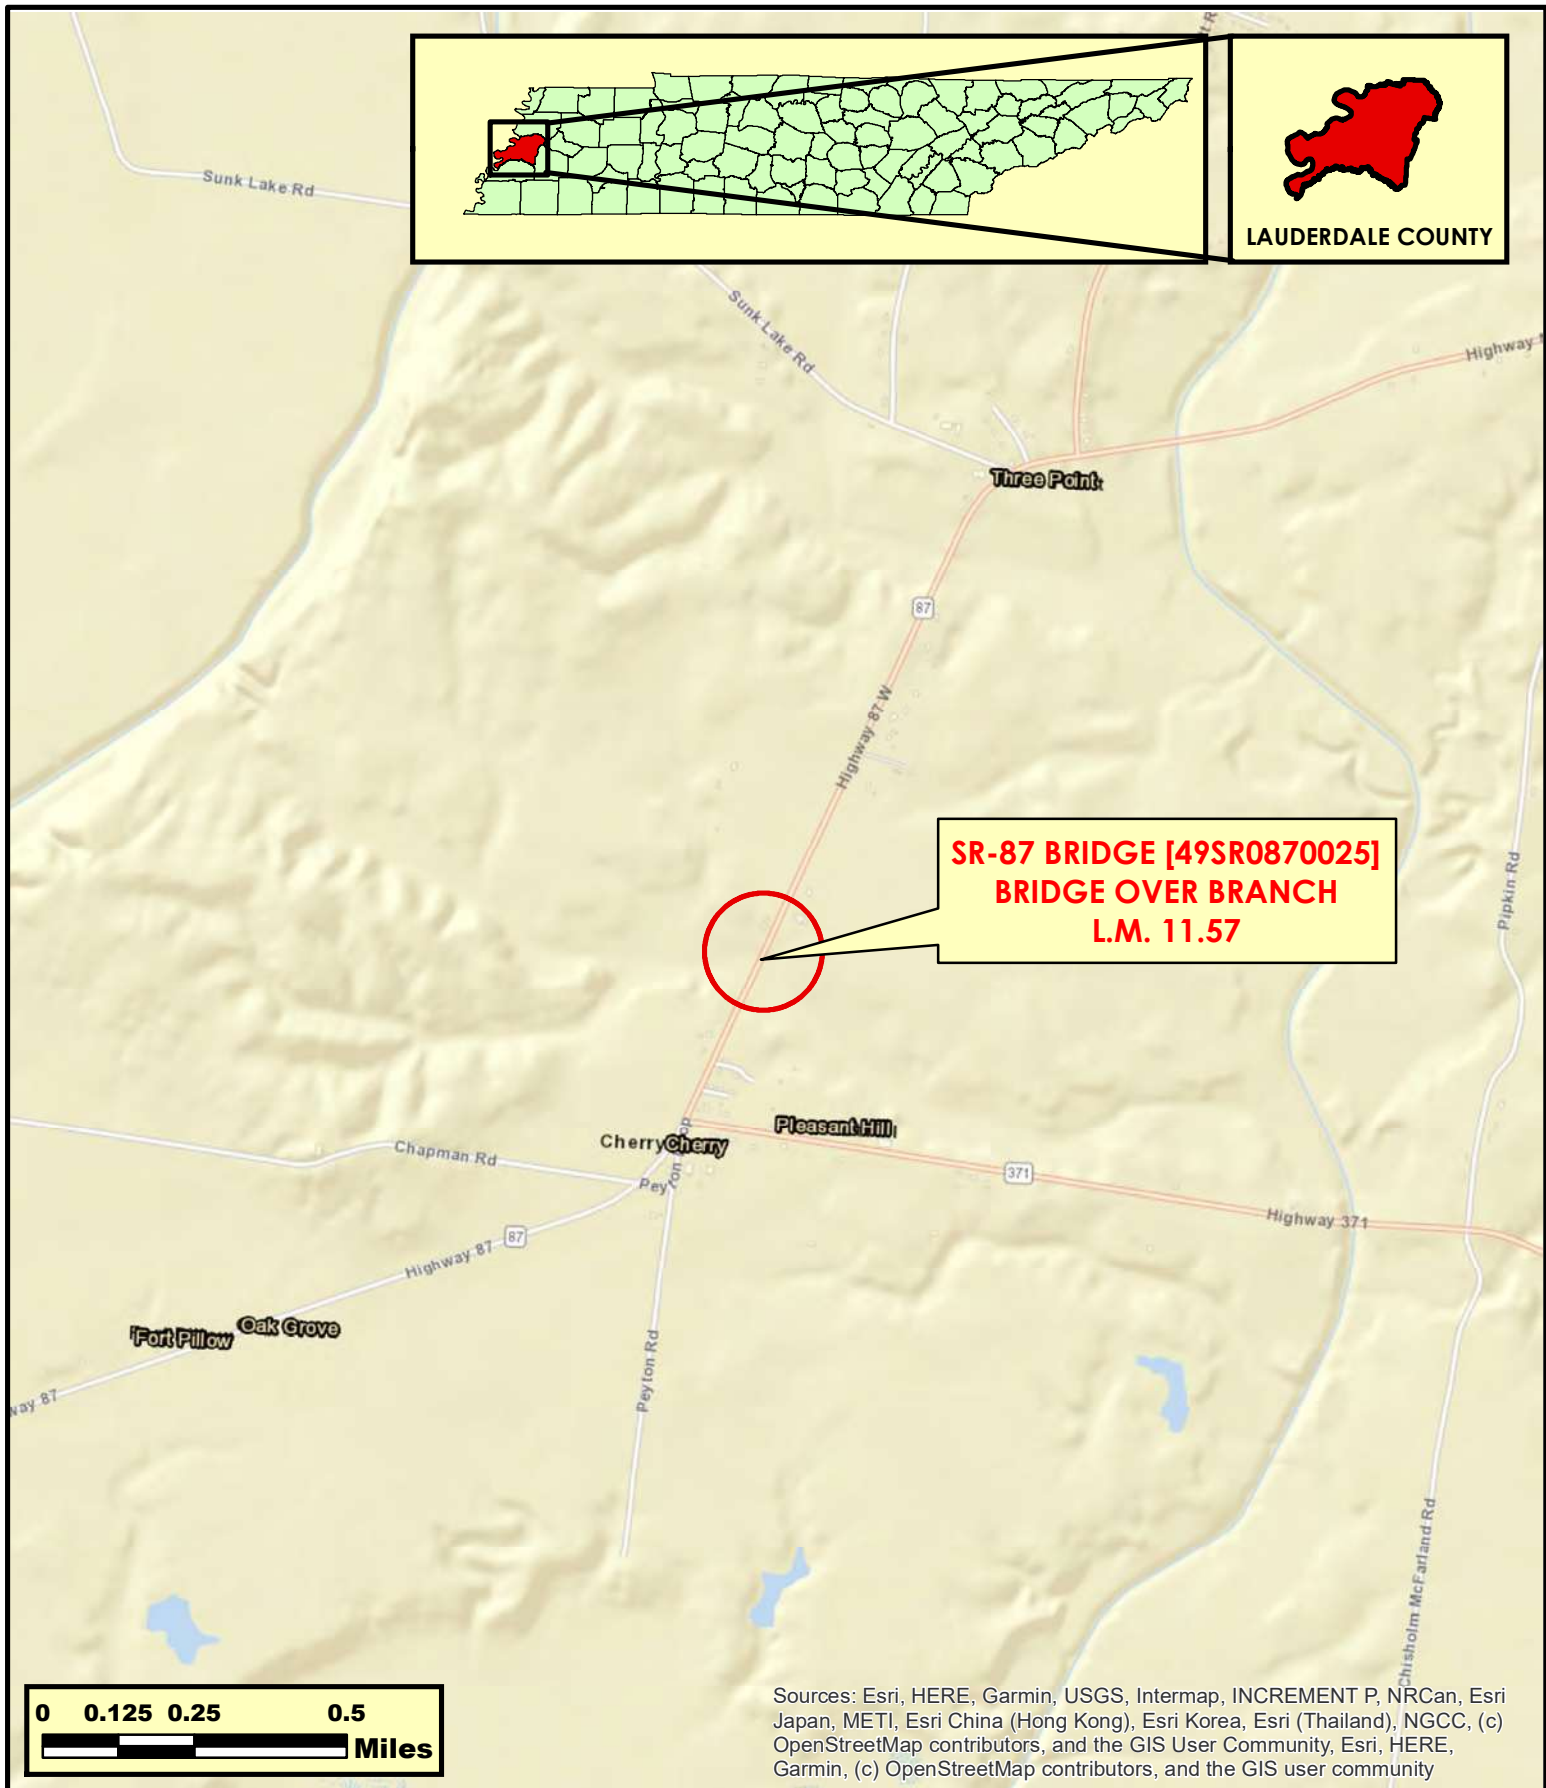 LAUDERDALE COUNTY
Sunk Lake Rd
Sunk Lake Rd
Highway
Three Point
87
Highway 87 W
SR-87 BRIDGE [49SR0870025]
BRIDGE OVER BRANCH
L.M. 11.57
Pipkin Rd
Pleasant Hill
Cherry Cherry
Chapman Rd
371
Highway 371
87
Highway 87
Oak Grove
Fort Pillow
way 87
Peyton Rd
Chisholm McFarland Rd
0 0.125 0.25 0.5
Miles
Sources: Esri, HERE, Garmin, USGS, Intermap, INCREMENT P, NRCan, Esri
Japan, METI, Esri China (Hong Kong), Esri Korea, Esri (Thailand), NGCC, (c)
OpenStreetMap contributors, and the GIS User Community, Esri, HERE,
Garmin, (c) OpenStreetMap contributors, and the GIS user community